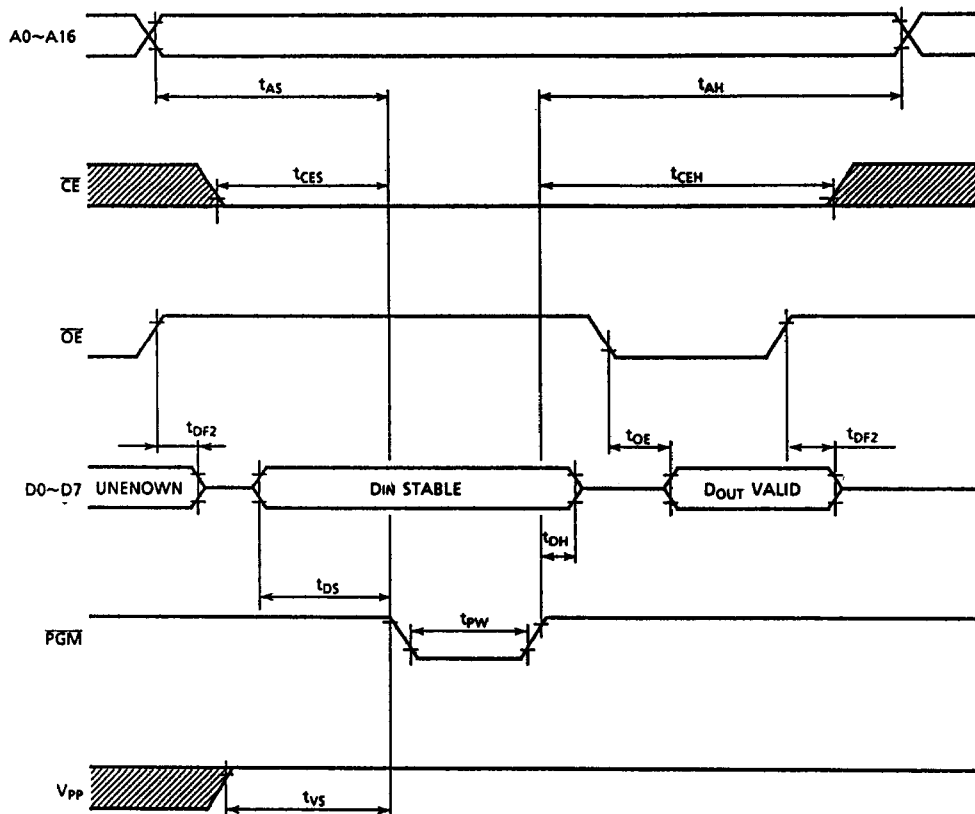 A0~A16
tAS
tAH
CE
tCES
tCEH
OE
tDF2
tOE
tDF2
D0~D7 UNENOWN
DIN STABLE
DOUT VALID
tDH
tDS
PGM
tPW
VPP
tVS